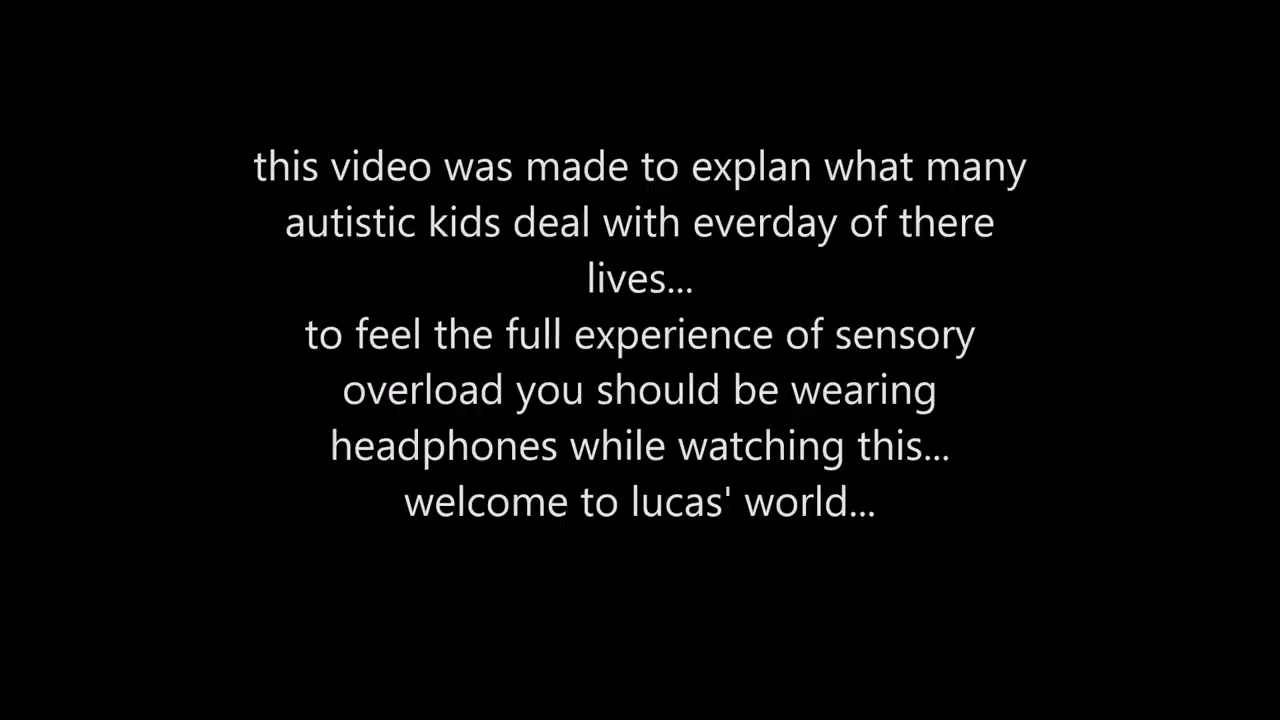 this video was made to explan what many
autistic kids deal with everday of there
lives...
to feel the full experience of sensory
overload you should be wearing
headphones while watching this...
welcome to lucas' world...